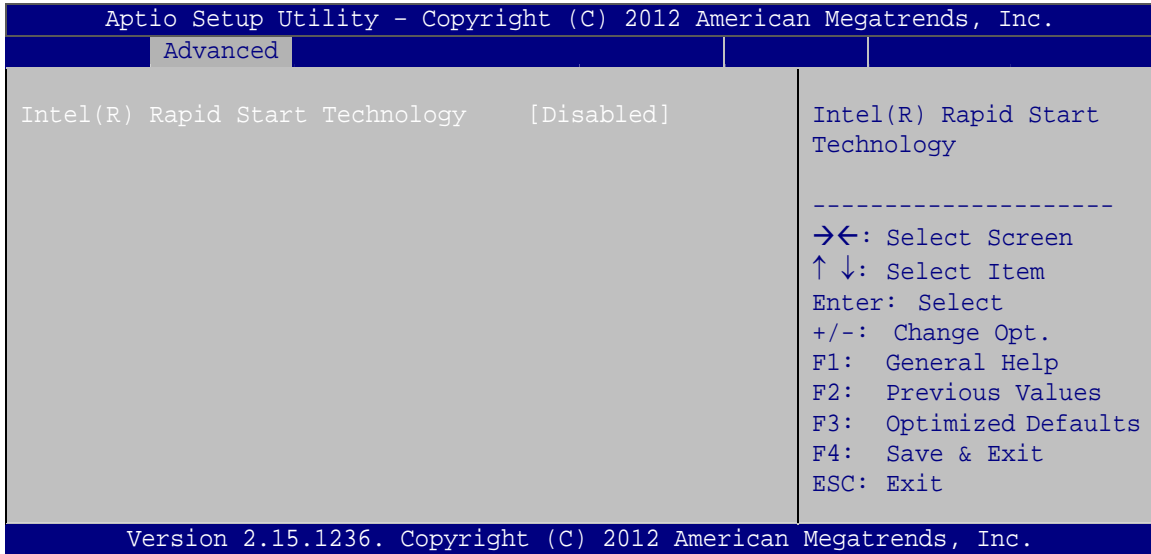 Aptio Setup Utility – Copyright (C) 2012 American Megatrends, Inc.
Advanced
Intel(R) Rapid Start Technology [Disabled]
Intel(R) Rapid Start
Technology
---------------------
→←: Select Screen
↑ ↓: Select Item
Enter: Select
+/-: Change Opt.
F1: General Help
F2: Previous Values
F3: Optimized Defaults
F4: Save & Exit
ESC: Exit
Version 2.15.1236. Copyright (C) 2012 American Megatrends, Inc.